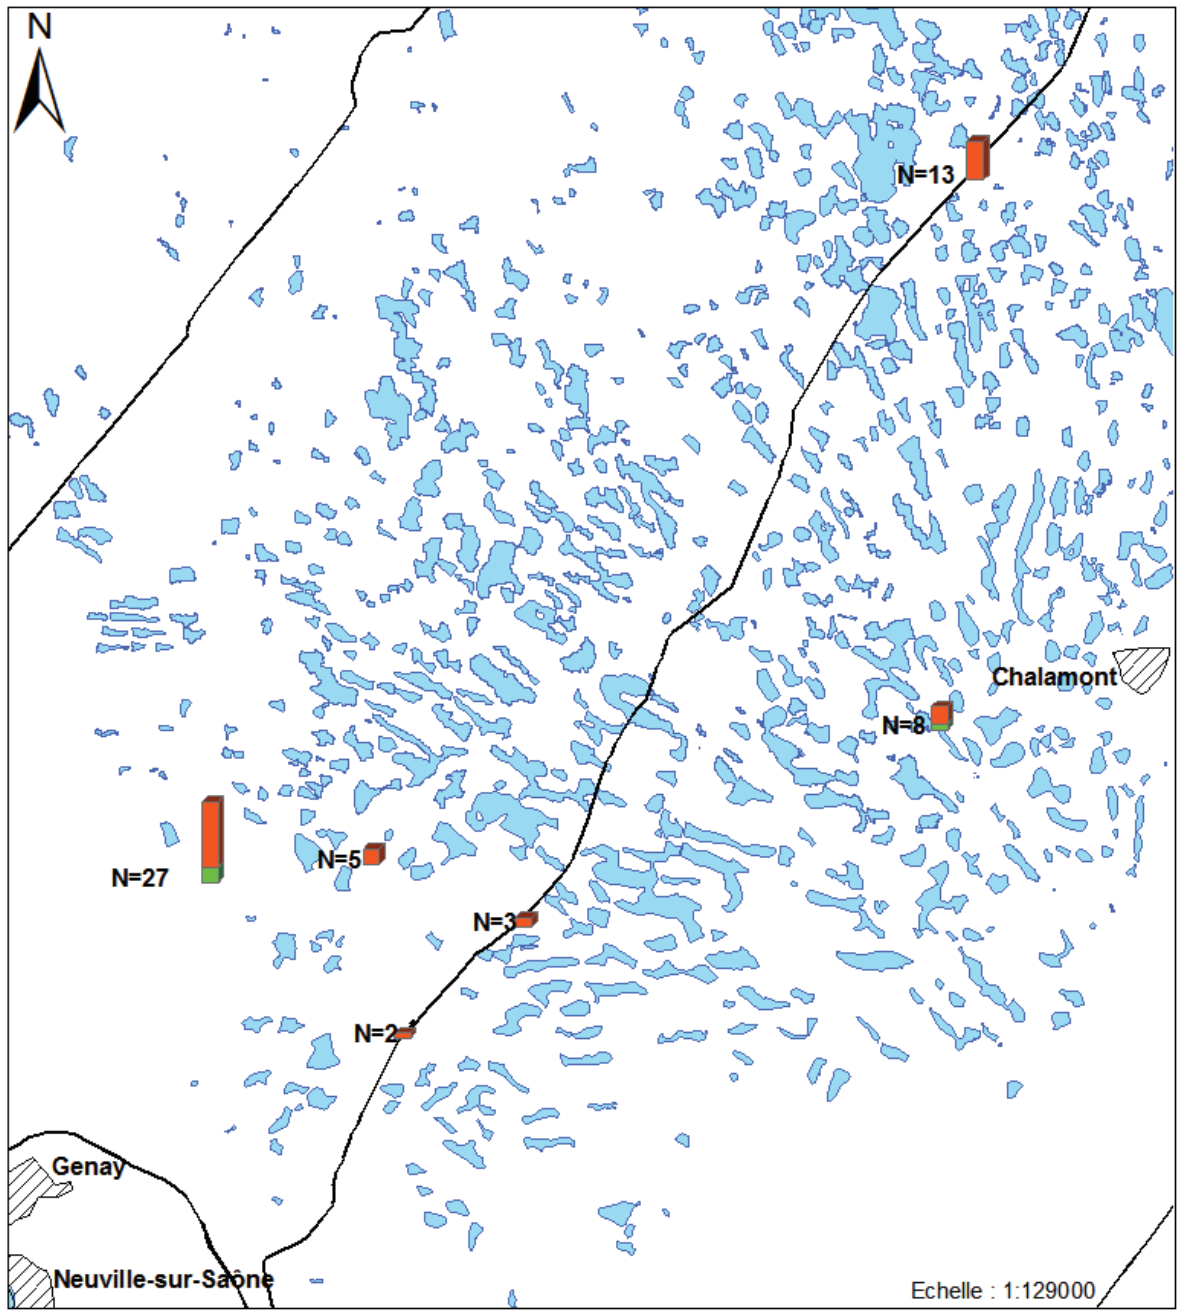 N
N=13
Chalamont
N=8
N=5
N=27
N=3
N=2
Genay
Neuville-sur-Saône
Echelle : 1:129000